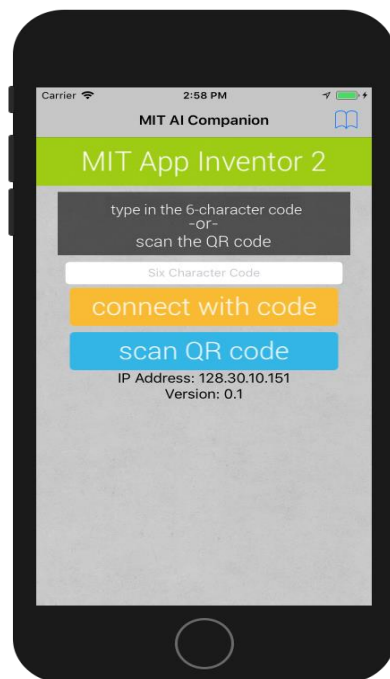 Carrier 2:58 PM
MIT AI Companion
MIT App Inventor 2
type in the 6-character code
-or-
scan the QR code
Six Character Code
connect with code
scan QR code
IP Address: 128.30.10.151
Version: 0.1